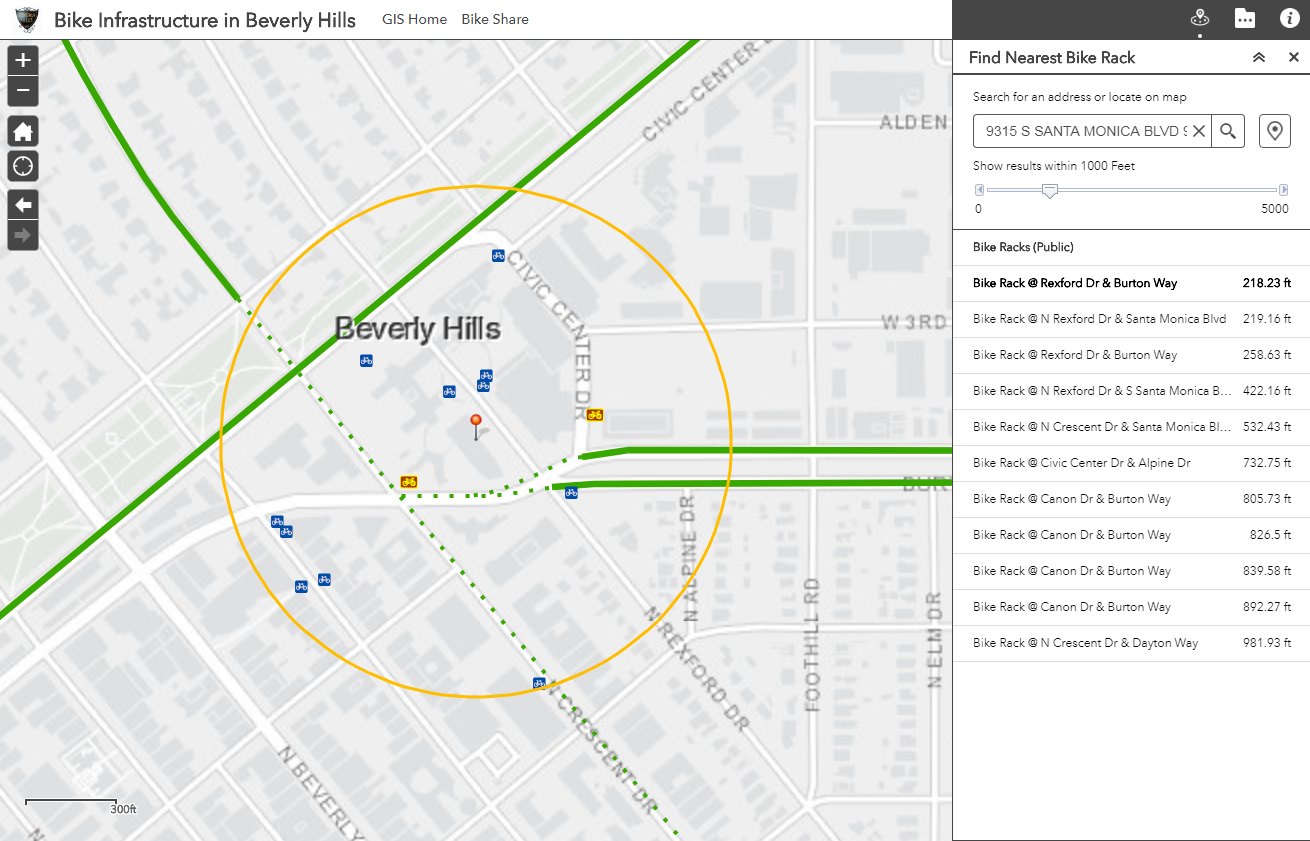 Bike Infrastructure in Beverly Hills
GIS Home
Bike Share
Find Nearest Bike Rack
Search for an address or locate on map
9315 S SANTA MONICA BLVD
Show results within 1000 Feet
0
5000
Bike Racks (Public)
Bike Rack @ Rexford Dr & Burton Way 218.23 ft
Bike Rack @ N Rexford Dr & Santa Monica Blvd 219.16 ft
Bike Rack @ Rexford Dr & Burton Way 258.63 ft
Bike Rack @ N Rexford Dr & S Santa Monica B... 422.16 ft
Bike Rack @ N Crescent Dr & Santa Monica Bl... 532.43 ft
Bike Rack @ Civic Center Dr & Alpine Dr 732.75 ft
Bike Rack @ Canon Dr & Burton Way 805.73 ft
Bike Rack @ Canon Dr & Burton Way 826.5 ft
Bike Rack @ Canon Dr & Burton Way 839.58 ft
Bike Rack @ Canon Dr & Burton Way 892.27 ft
Bike Rack @ N Crescent Dr & Dayton Way 981.93 ft
CIVIC CENTER
ALDEN
CIVIC CENTER DR
Beverly Hills
W 3RD
BUR
N ALPINE DR
N REXFORD DR
FOOTHILL RD
N ELM DR
N CRESCENT DR
N BEVERLY
N
300ft